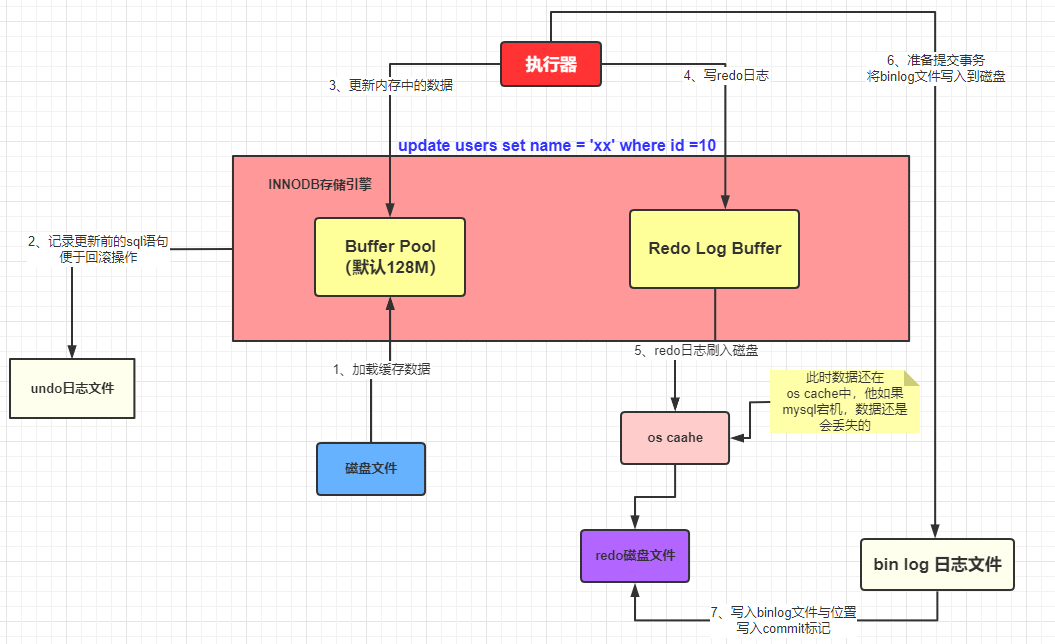 执行器
6、准备提交事务
将binlog文件写入到磁盘
3、更新内存中的数据
4、写redo日志
update users set name = 'xx' where id =10
INNODB存储引擎
Buffer Pool
（默认128M）
Redo Log Buffer
2、记录更新前的sql语句
便于回滚操作
undo日志文件
1、加载缓存数据
磁盘文件
5、redo日志刷入磁盘
此时数据还在
os cache中，他如果
mysql宕机，数据还是
会丢失的
os caahe
redo磁盘文件
bin log 日志文件
7、写入binlog文件与位置
写入commit标记